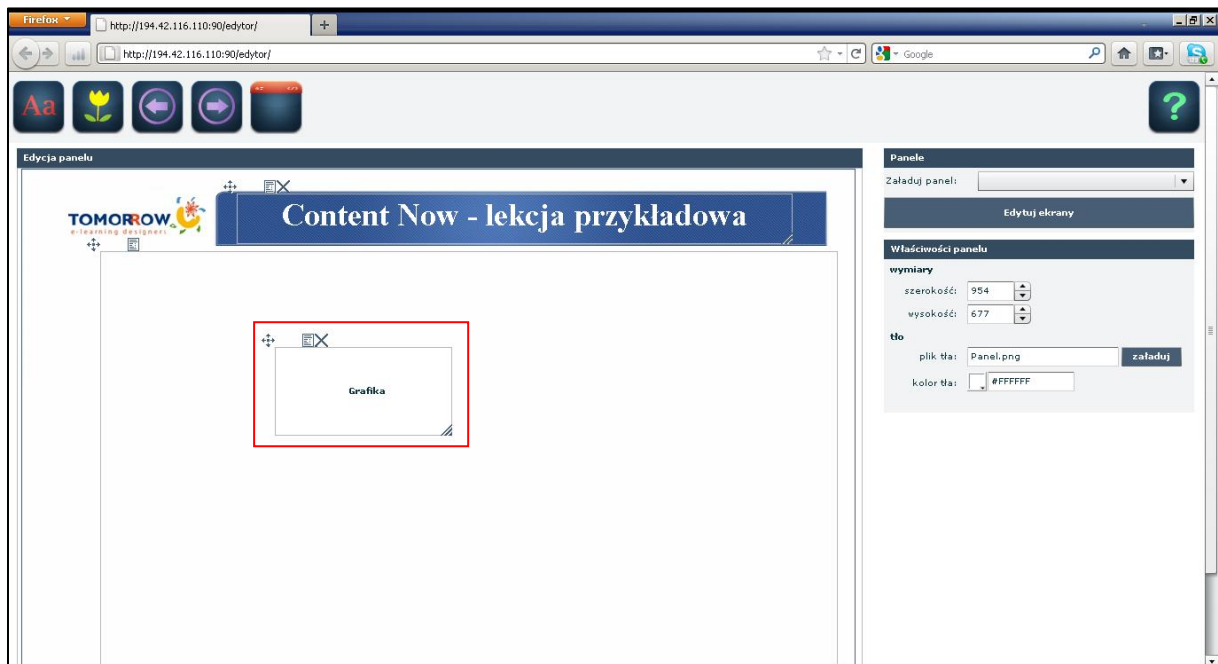 Firefox
http://194.42.116.110:90/edytor/
+
http://194.42.116.110:90/edytor/
Google
Aa
?
Edycja panelu
TOMORROW
e-learning designers
Content Now - lekcja przykładowa
Grafika
Panele
Załaduj panel:
Edytuj ekrany
Właściwości panelu
wymiary
szerokość: 954
wysokość: 677
tło
plik tła: Panel.png załaduj
kolor tła: #FFFFFF